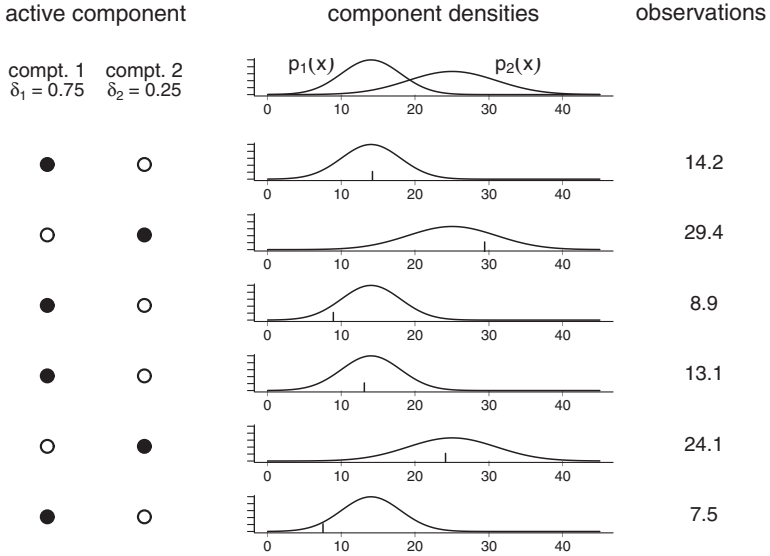 active component component densities observations
compt. 1 compt. 2
δ1 = 0.75 δ2 = 0.25
p1(x) p2(x)
0 10 20 30 40
14.2
0 10 20 30 40
29.4
0 10 20 30 40
8.9
0 10 20 30 40
13.1
0 10 20 30 40
24.1
0 10 20 30 40
7.5
0 10 20 30 40